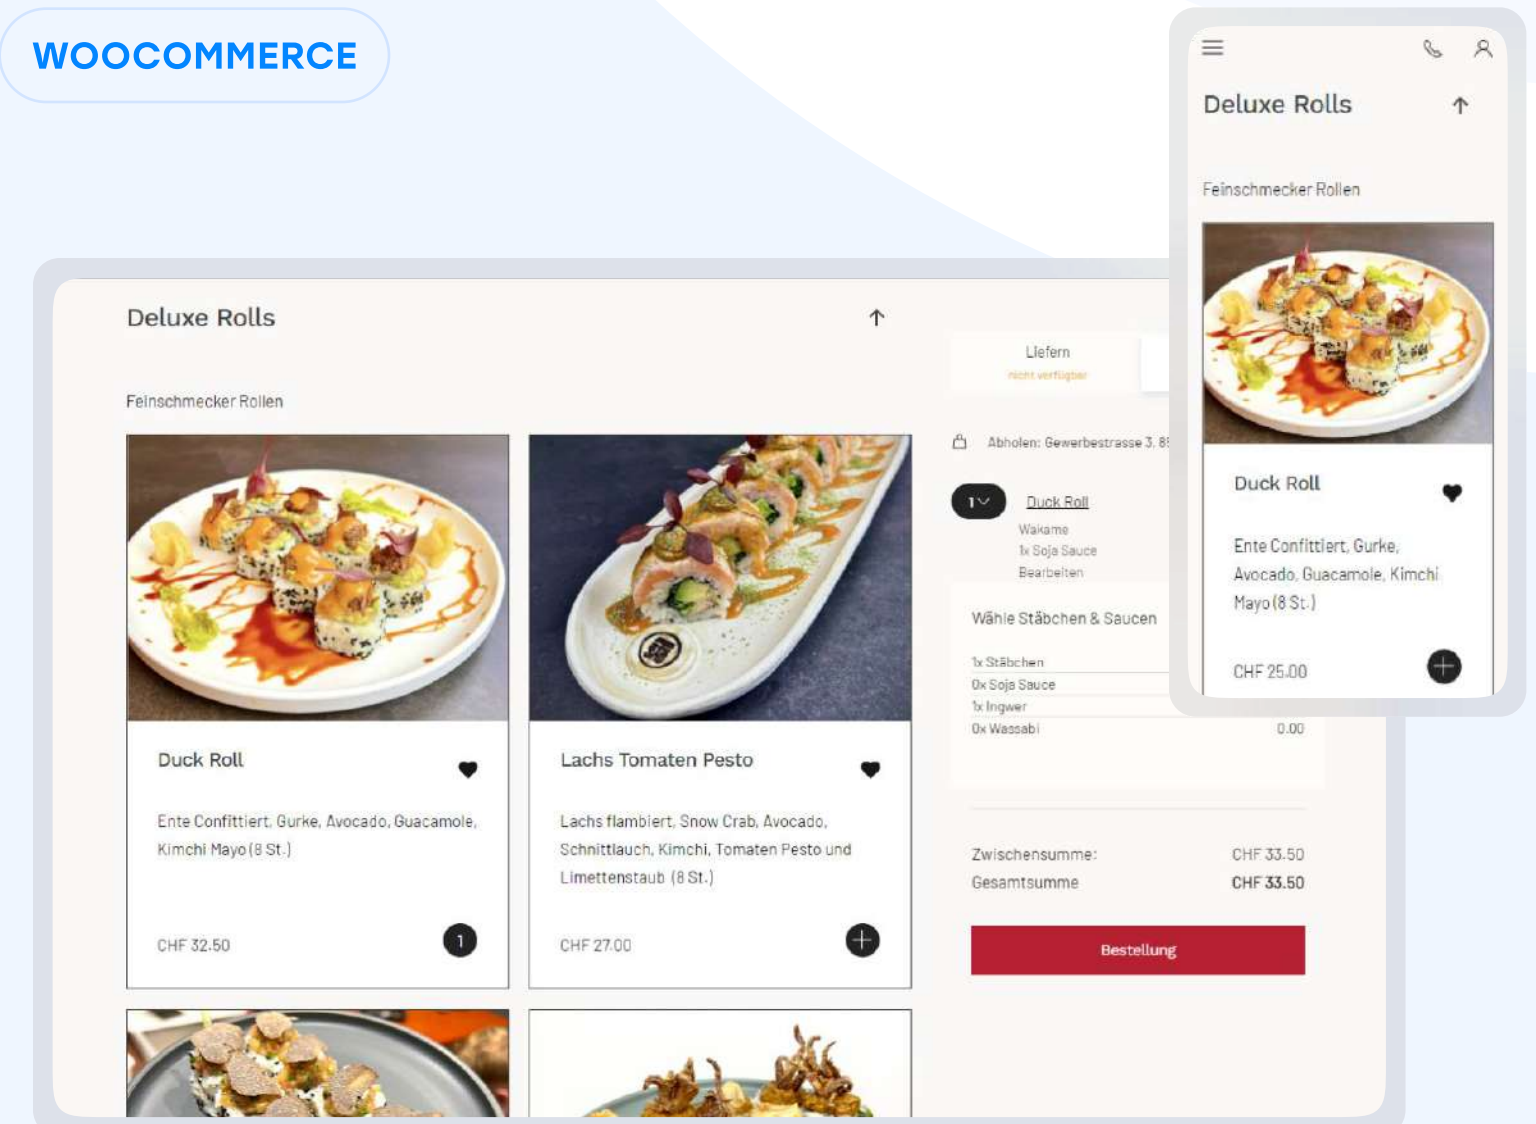 WOOCOMMERCE
Deluxe Rolls
Feinschmecker Rollen
Duck Roll
Ente Confittiert, Gurke, Avocado, Guacamole,
Kimchi Mayo (8 St.)
CHF 32.50
1
Lachs Tomaten Pesto
Lachs flambiert, Snow Crab, Avocado,
Schnittlauch, Kimchi, Tomaten Pesto und
Limettenstaub (8 St.)
CHF 27.00
Liefern
nicht verfügbar
Abholen: Gewerbestrasse 3,
1
Duck Roll
Wakame
1x Soja Sauce
Bearbeiten
Wähle Stäbchen & Saucen
1x Stäbchen
0x Soja Sauce
1x Ingwer
0x Wassabi 0.00
Zwischensumme: CHF 33.50
Gesamtsumme CHF 33.50
Bestellung
Deluxe Rolls
Feinschmecker Rollen
Duck Roll
Ente Confittiert, Gurke,
Avocado, Guacamole, Kimchi
Mayo (8 St.)
CHF 25.00